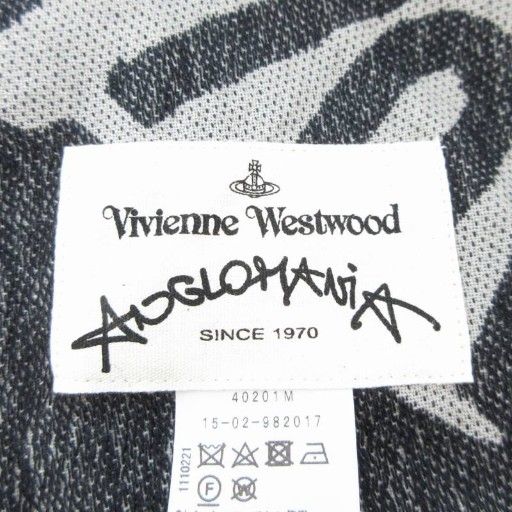 Vivienne Westwood
ANGLOMANIA
SINCE 1970
40201M
15-02-982017
1110221
F W